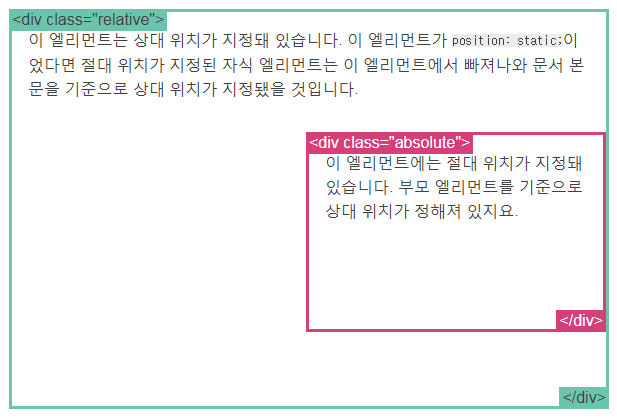 <div class="relative">
이 엘리먼트는 상대 위치가 지정돼 있습니다. 이 엘리먼트가 position: static;이
었다면 절대 위치가 지정된 자식 엘리먼트는 이 엘리먼트에서 빠져나와 문서 본
문을 기준으로 상대 위치가 지정됐을 것입니다.
<div class="absolute">
이 엘리먼트에는 절대 위치가 지정돼
있습니다. 부모 엘리먼트를 기준으로
상대 위치가 정해져 있지요.
</div>
</div>